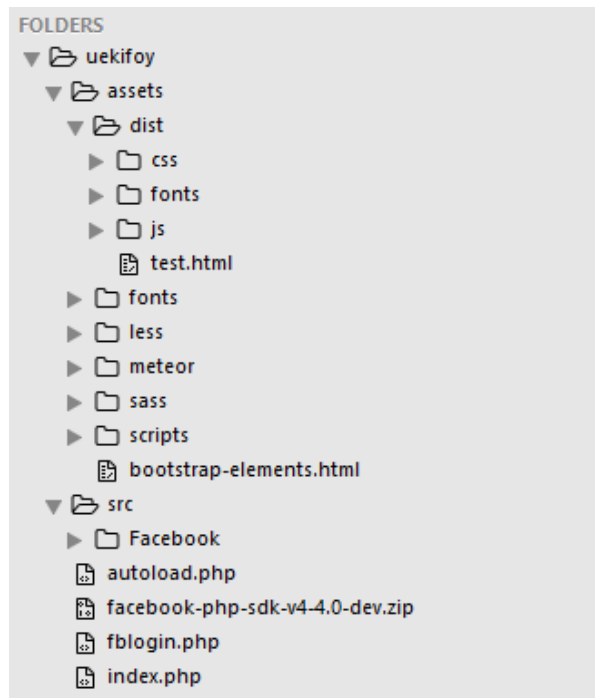 FOLDERS
uekifoy
assets
dist
css
fonts
js
test.html
fonts
less
meteor
sass
scripts
bootstrap-elements.html
src
Facebook
autoload.php
facebook-php-sdk-v4-4.0-dev.zip
fblogin.php
index.php